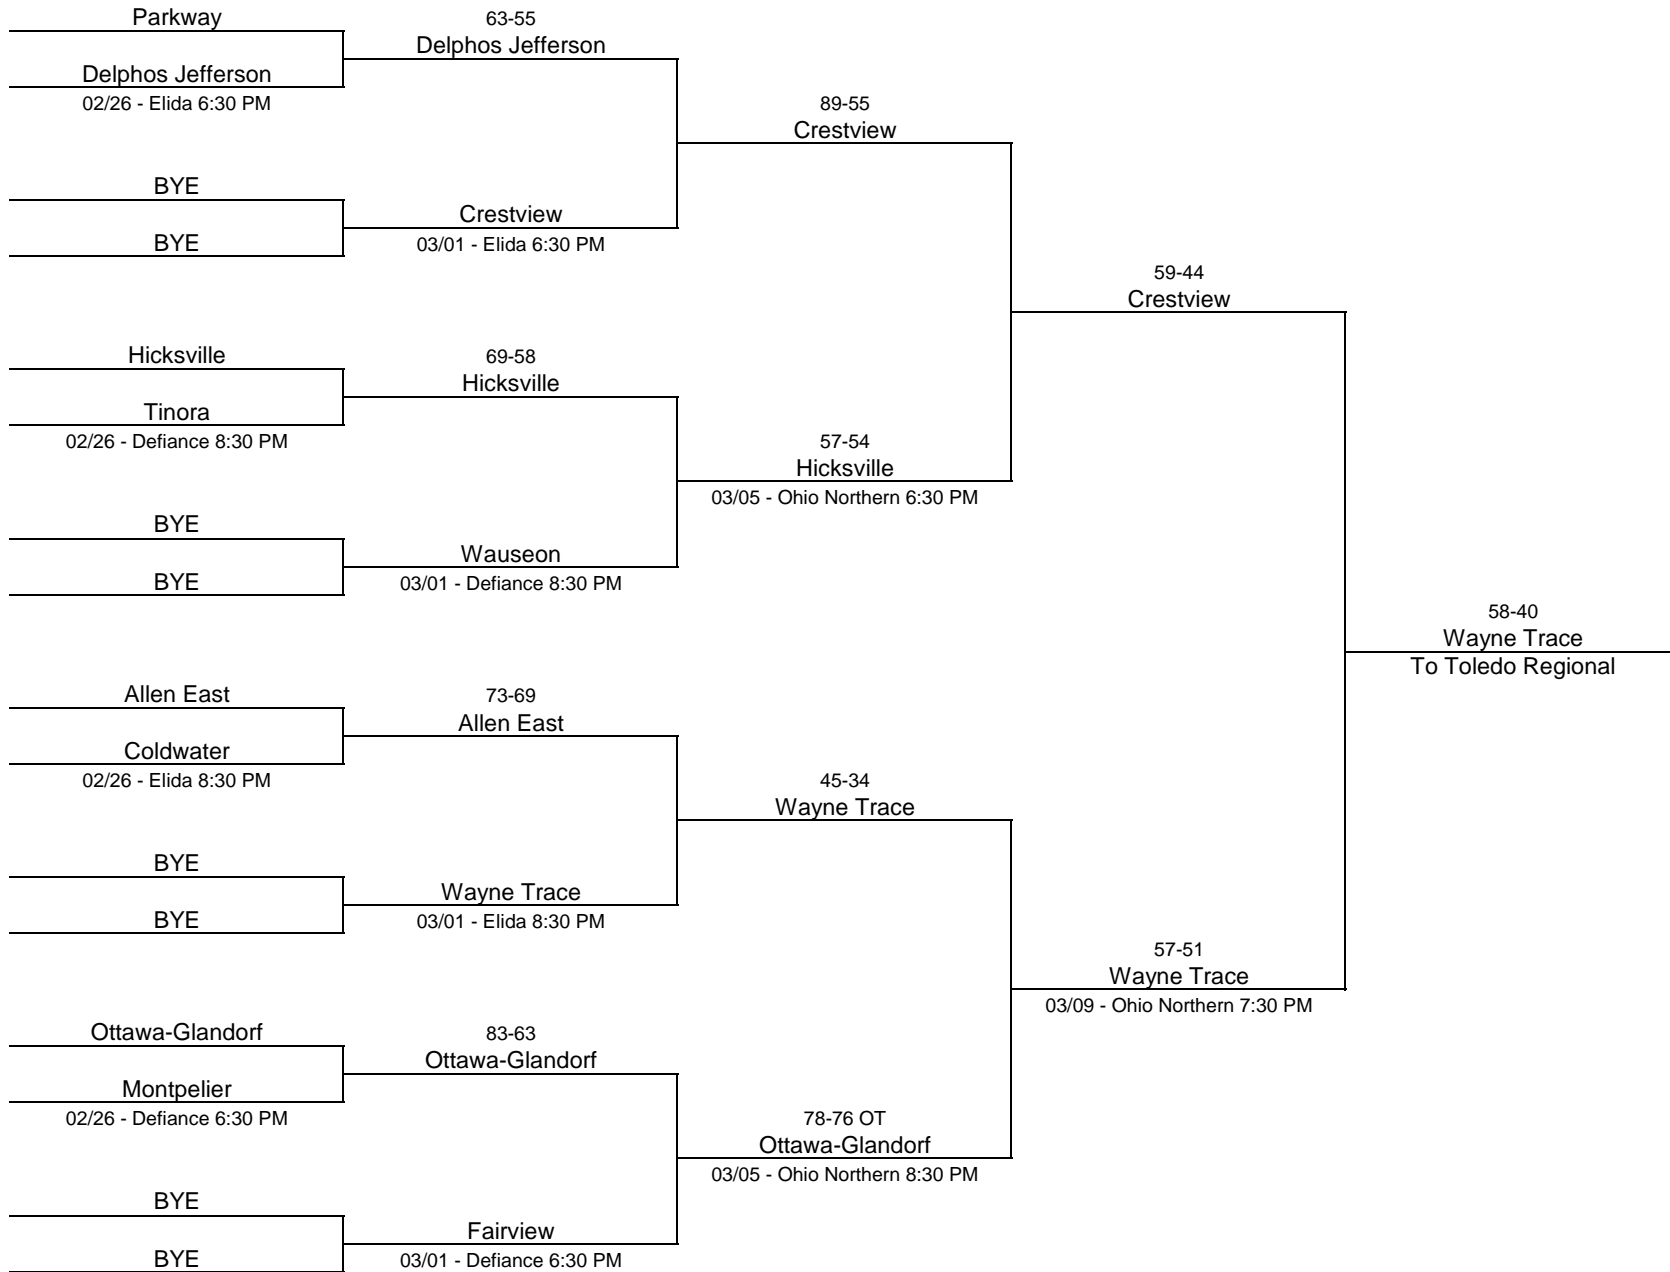 Parkway
Delphos Jefferson
02/26 - Elida 6:30 PM
BYE
BYE
Hicksville
Tinora
02/26 - Defiance 8:30 PM
BYE
BYE
Allen East
Coldwater
02/26 - Elida 8:30 PM
BYE
BYE
Ottawa-Glandorf
Montpelier
02/26 - Defiance 6:30 PM
BYE
BYE
63-55
Delphos Jefferson
Crestview
03/01 - Elida 6:30 PM
69-58
Hicksville
Wauseon
03/01 - Defiance 8:30 PM
73-69
Allen East
Wayne Trace
03/01 - Elida 8:30 PM
83-63
Ottawa-Glandorf
Fairview
03/01 - Defiance 6:30 PM
89-55
Crestview
57-54
Hicksville
03/05 - Ohio Northern 6:30 PM
45-34
Wayne Trace
78-76 OT
Ottawa-Glandorf
03/05 - Ohio Northern 8:30 PM
59-44
Crestview
57-51
Wayne Trace
03/09 - Ohio Northern 7:30 PM
58-40
Wayne Trace
To Toledo Regional